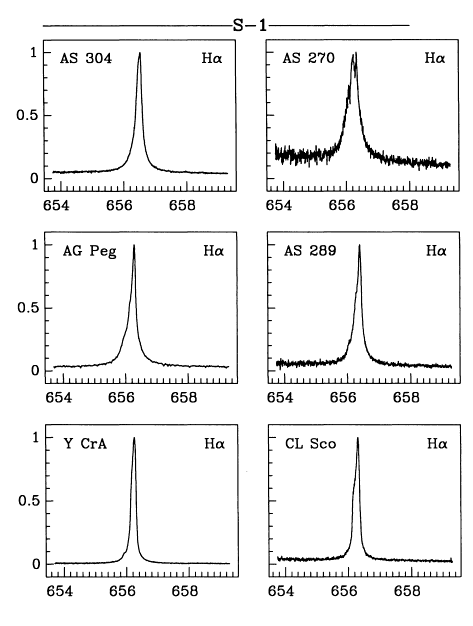 S-1
AS 304 Hα
AS 270 Hα
1
0.5
0
654 656 658
654 656 658
AG Peg Hα
AS 289 Hα
1
0.5
0
654 656 658
654 656 658
Y CrA Hα
CL Sco Hα
1
0.5
0
654 656 658
654 656 658